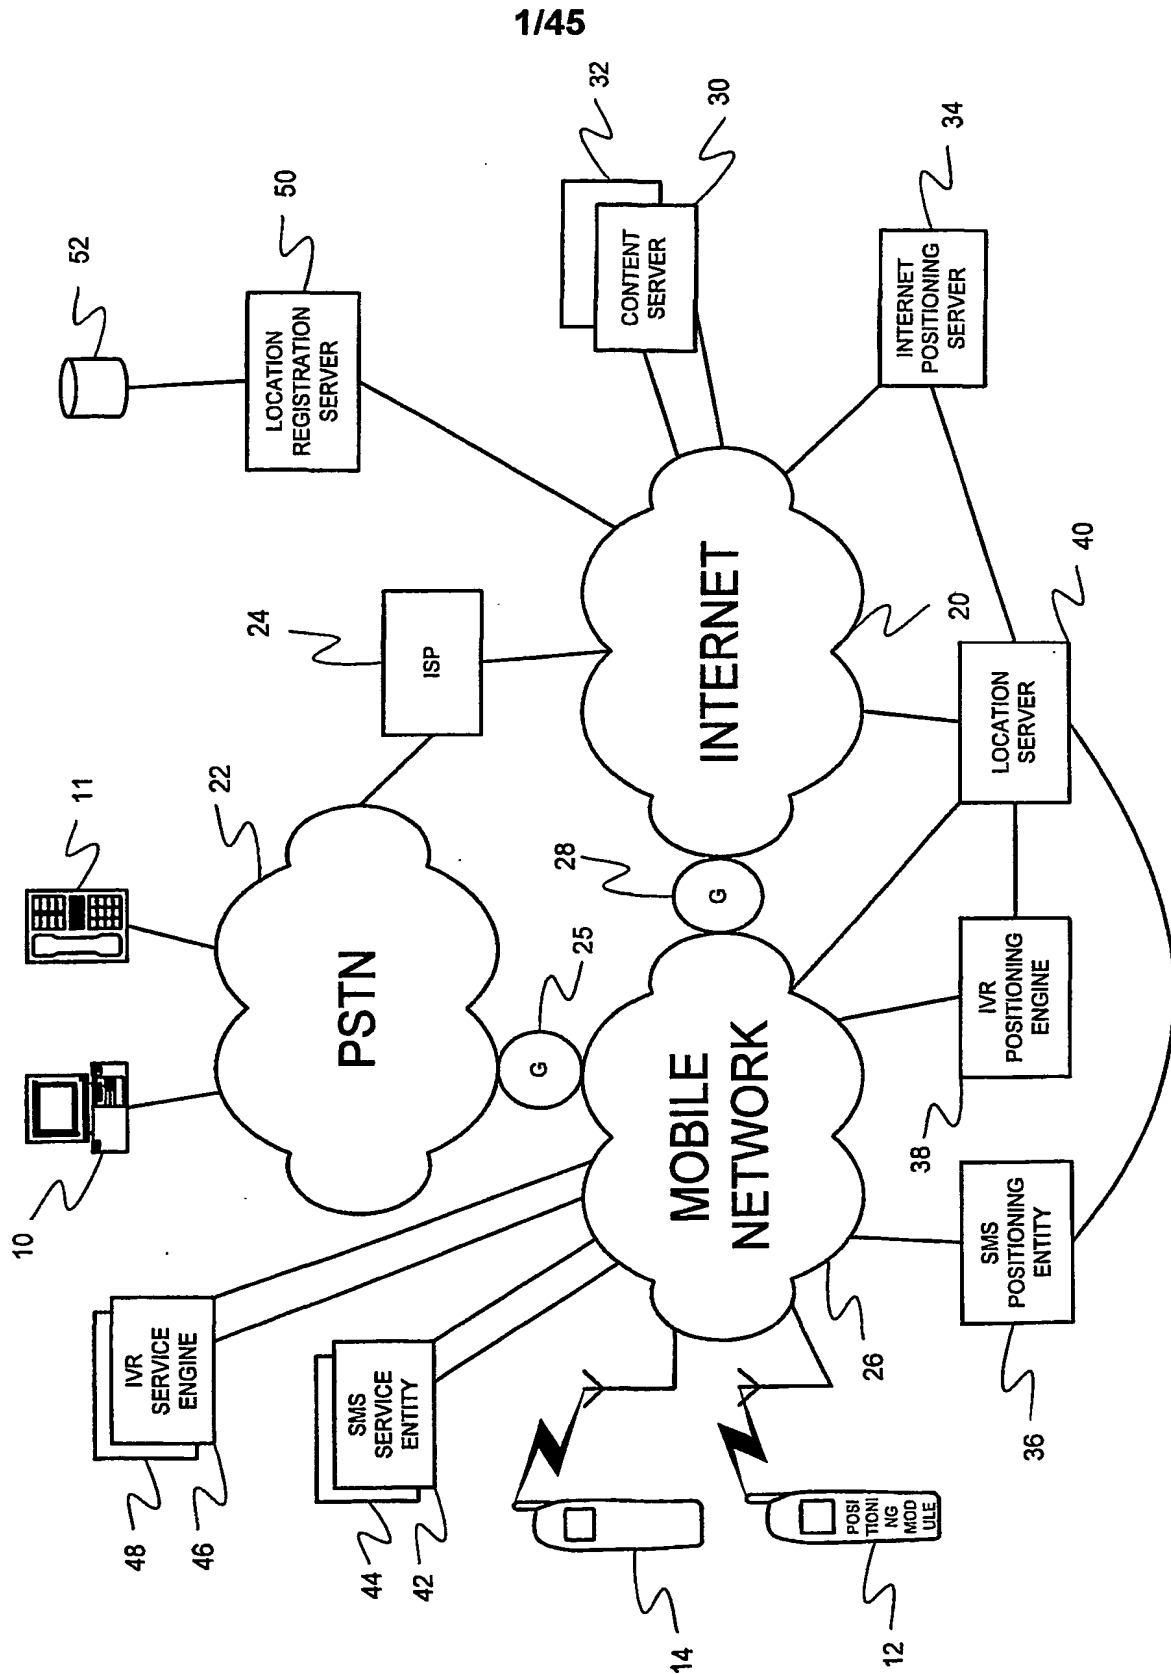 1/45
10
11
52
LOCATION
REGISTRATION
SERVER
50
PSTN
22
ISP
24
48
46
IVR
SERVICE
ENGINE
44
42
SMS
SERVICE
ENTITY
G
25
G
28
MOBILE
NETWORK
26
INTERNET
20
CONTENT
SERVER
32
30
14
12
POSI
TIONI
NG
MOD
ULE
36
SMS
POSITIONING
ENTITY
38
IVR
POSITIONING
ENGINE
LOCATION
SERVER
40
INTERNET
POSITIONING
SERVER
34